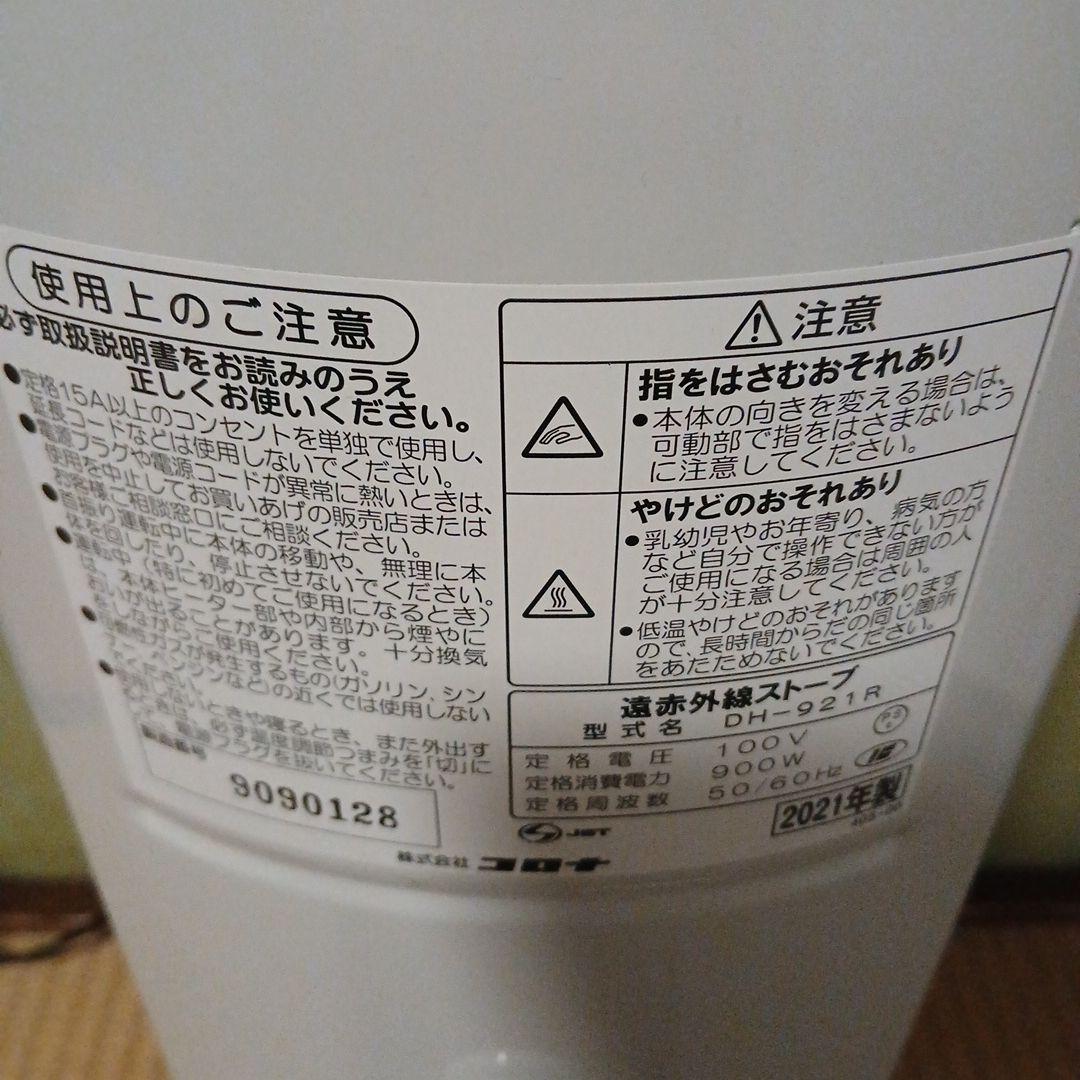 使用上のご注意
必ず取扱説明書をお読みのうえ
正しくお使いください。
●定格15A以上のコンセントを単独で使用し、
延長コードなどは使用しないでください。
●電源プラグや電源コードが異常に熱いときは、
使用を中止してお買いあげの販売店または
お客様ご相談窓口にご相談ください。
●首振り運転中に本体の移動や、無理に本
体を回したり、停止させないでください。
●運転中（特に初めてご使用になるとき）
は、本体ヒーター部や内部から煙やに
おいが出ることがあります。十分換気
をしながらご使用ください。
●可燃性ガスが発生するもの(ガソリン、シン
ナー、ベンジンなど)の近くでは使用しない
でください。
●使用しないときや寝るとき、また外出す
るときは、必ず温度調節つまみを「切」に
し、電源プラグを抜いてください。
製品番号
9090128
注意
指をはさむおそれあり
●本体の向きを変える場合は、
可動部で指をはさまないよう
に注意してください。
やけどのおそれあり
●乳幼児やお年寄り、病気の方
など自分で操作できない方が
ご使用になる場合は周囲の人
が十分注意してください。
●低温やけどのおそれがあります
ので、長時間からだの同じ箇所
をあたためないでください。
遠赤外線ストーブ
型式名 DH-921R
定格電圧 100V
定格消費電力 900W
定格周波数 50/60Hz
2021年製
JET
株式会社 コロナ